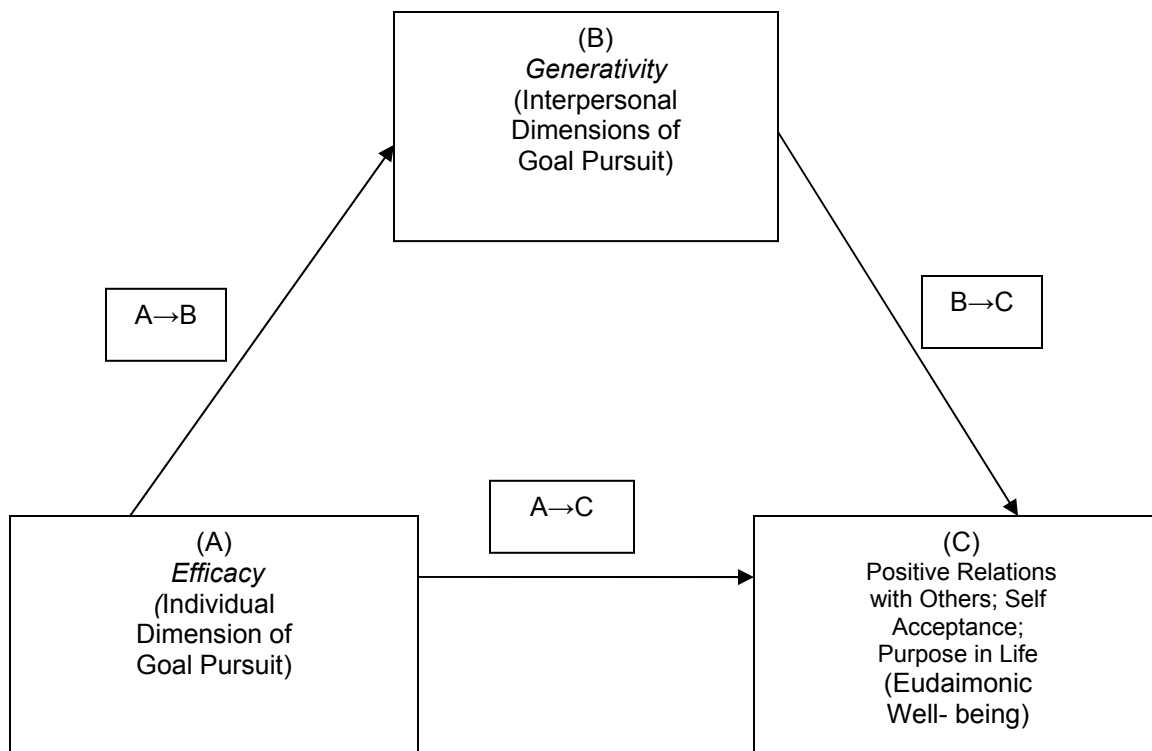 (B)
Generativity
(Interpersonal
Dimensions of
Goal Pursuit)
A→B
B→C
A→C
(A)
Efficacy
(Individual
Dimension of
Goal Pursuit)
(C)
Positive Relations
with Others; Self
Acceptance;
Purpose in Life
(Eudaimonic
Well- being)